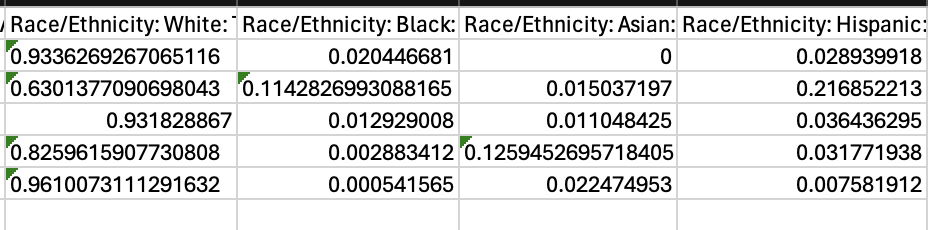 Race/Ethnicity: White: Race/Ethnicity: Black: Race/Ethnicity: Asian: Race/Ethnicity: Hispanic:
0.9336269267065116 0.020446681 0 0.028939918
0.6301377090698043 0.1142826993088165 0.015037197 0.216852213
0.931828867 0.012929008 0.011048425 0.036436295
0.8259615907730808 0.002883412 0.1259452695718405 0.031771938
0.9610073111291632 0.000541565 0.022474953 0.007581912